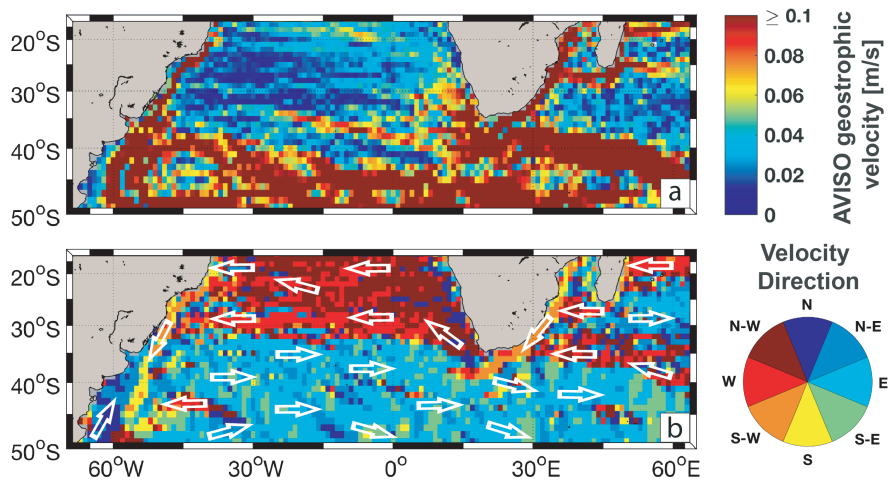 20°S
30°S
40°S
50°S
a
≥ 0.1
0.08
0.06
0.04
0.02
0
AVISO geostrophic
velocity [m/s]
20°S
30°S
40°S
50°S
60°W
30°W
0°
30°E
60°E
b
Velocity
Direction
N
N-E
E
S-E
S
S-W
W
N-W